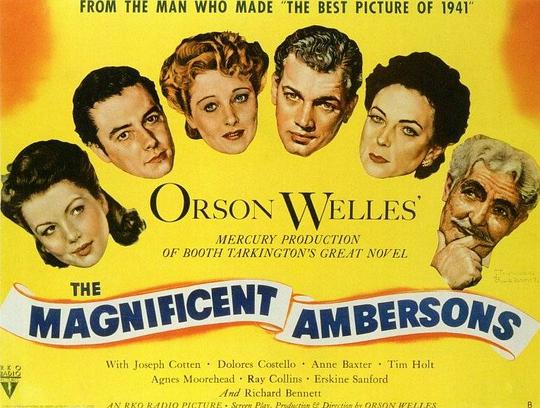 FROM THE MAN WHO MADE "THE BEST PICTURE OF 1941"
ORSON WELLES'
MERCURY PRODUCTION
OF BOOTH TARKINGTON'S GREAT NOVEL
THE
MAGNIFICENT AMBERSONS
With Joseph Cotten · Dolores Costello · Anne Baxter · Tim Holt
Agnes Moorehead · Ray Collins · Erskine Sanford
And Richard Bennett
AN RKO RADIO PICTURE · Screen Play, Production & Direction by ORSON WELLES
RKO
RADIO
B